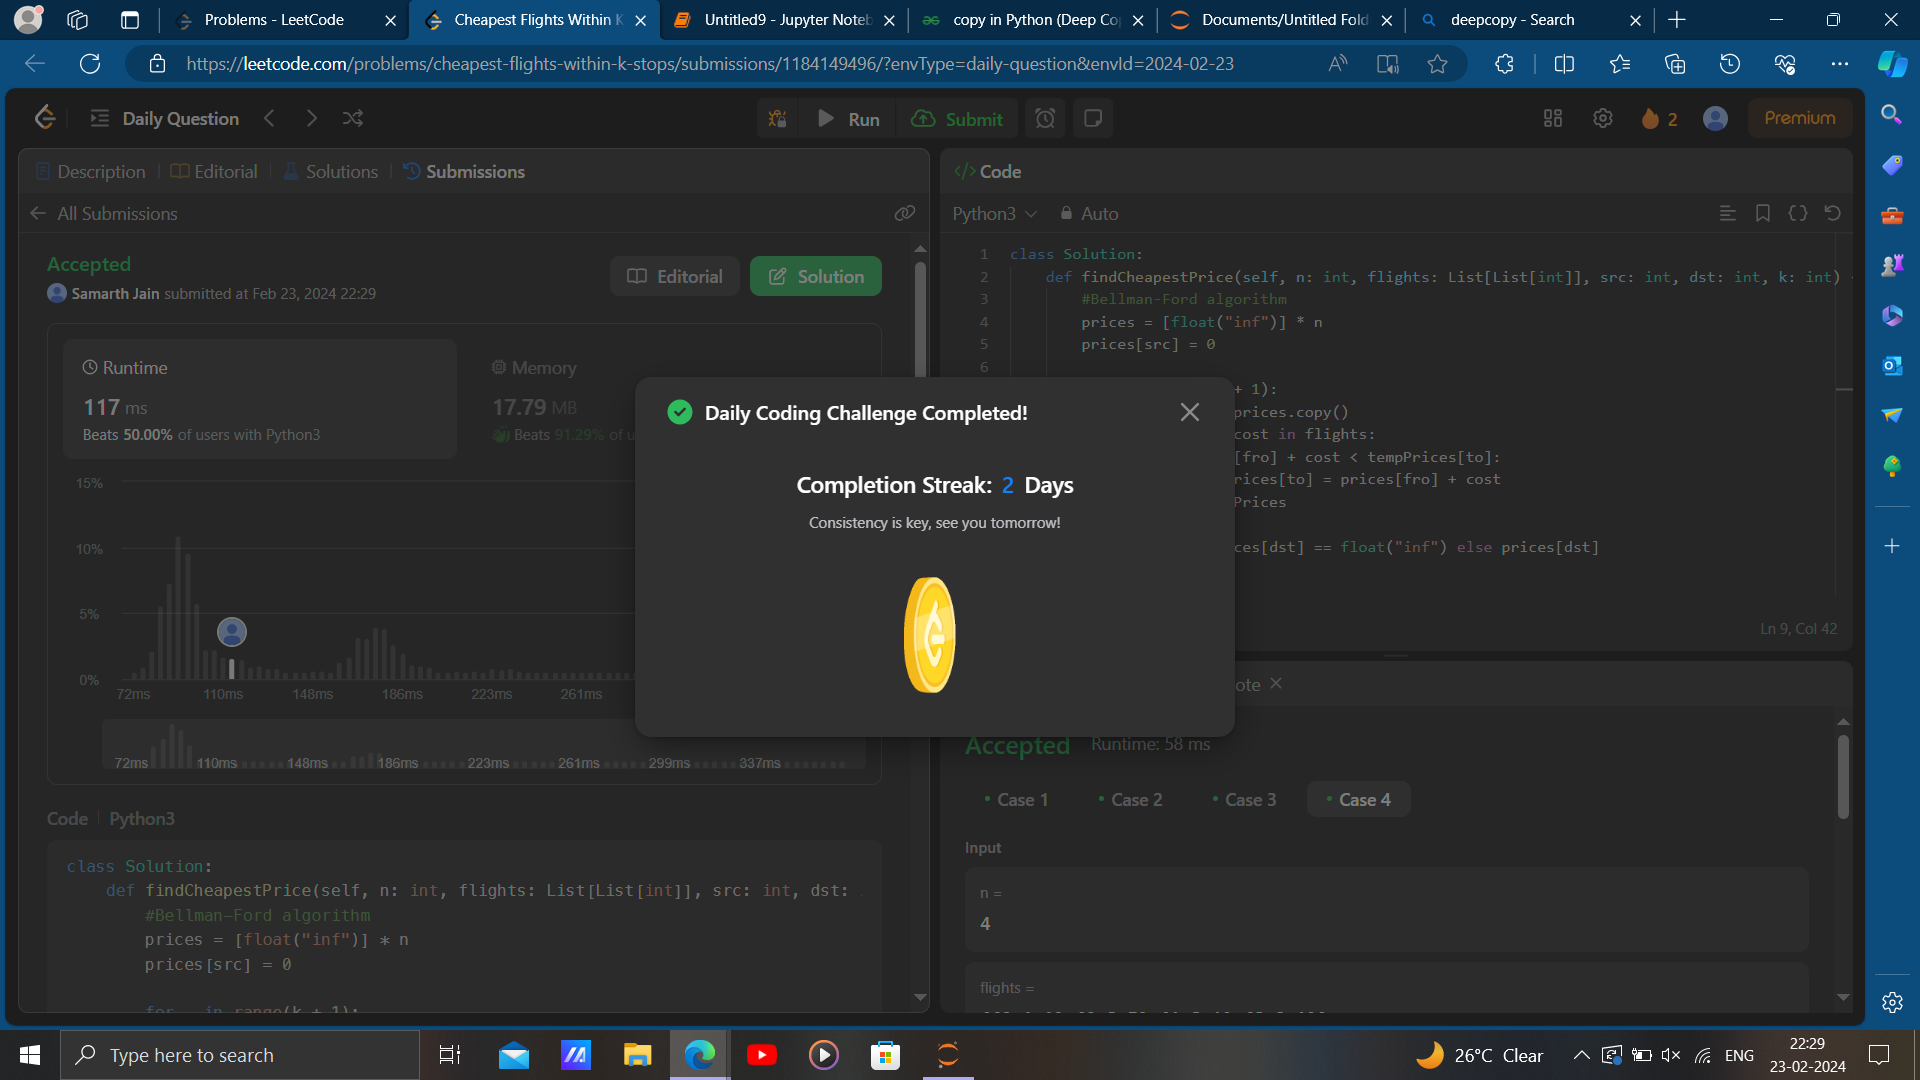 Problems - LeetCode
Cheapest Flights Within K
Untitled9 - Jupyter Noteb
copy in Python (Deep Co
Documents/Untitled Fold
deepcopy - Search
https://leetcode.com/problems/cheapest-flights-within-k-stops/submissions/1184149496/?envType=daily-question&envId=2024-02-23
Daily Question
Run
Submit
2
Premium
Description
Editorial
Solutions
Submissions
All Submissions
Accepted
Samarth Jain submitted at Feb 23, 2024 22:29
Editorial
Solution
Runtime
117 ms
Beats 50.00% of users with Python3
Memory
17.79 MB
Beats 91.29% of u
15%
10%
5%
0%
72ms 110ms 148ms 186ms 223ms 261ms
72ms 110ms 148ms 186ms 223ms 261ms 299ms 337ms
Code
Python3
class Solution:
def findCheapestPrice(self, n: int, flights: List[List[int]], src: int, dst:
#Bellman-Ford algorithm
prices = [float("inf")] * n
prices[src] = 0
for in range(k + 1):
Daily Coding Challenge Completed!
Completion Streak: 2 Days
Consistency is key, see you tomorrow!
</> Code
Python3
Auto
1 class Solution:
2 def findCheapestPrice(self, n: int, flights: List[List[int]], src: int, dst: int, k: int)
3 #Bellman-Ford algorithm
4 prices = [float("inf")] * n
5 prices[src] = 0
6
+ 1):
prices.copy()
cost in flights:
[fro] + cost < tempPrices[to]:
rices[to] = prices[fro] + cost
Prices
ces[dst] == float("inf") else prices[dst]
Ln 9, Col 42
ote
Accepted
Runtime: 58 ms
Case 1
Case 2
Case 3
Case 4
Input
n =
4
flights =
Type here to search
26°C Clear
ENG
22:29
23-02-2024